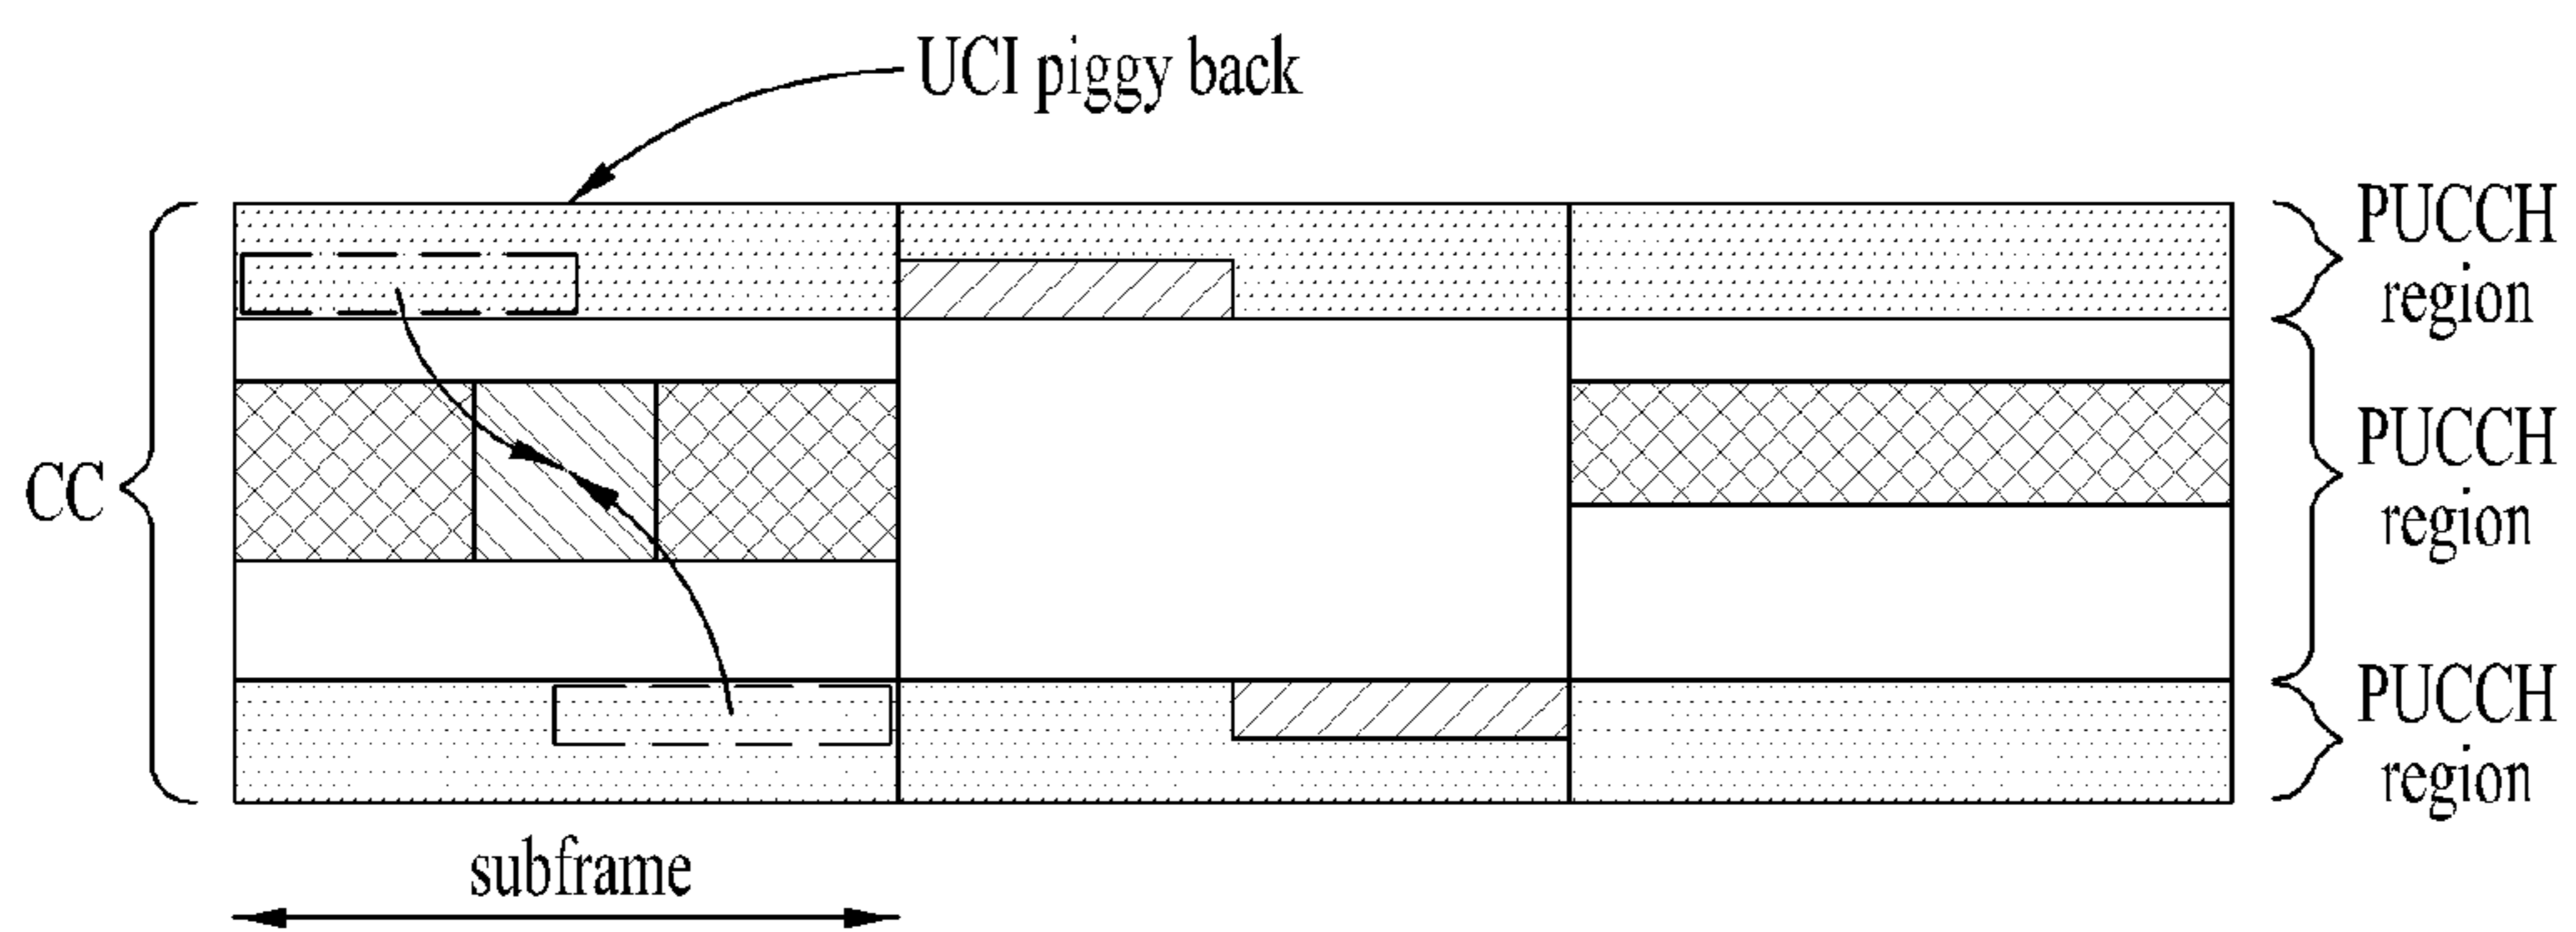 UCI piggy back
PUCCH
region
CC
PUCCH
region
PUCCH
region
subframe